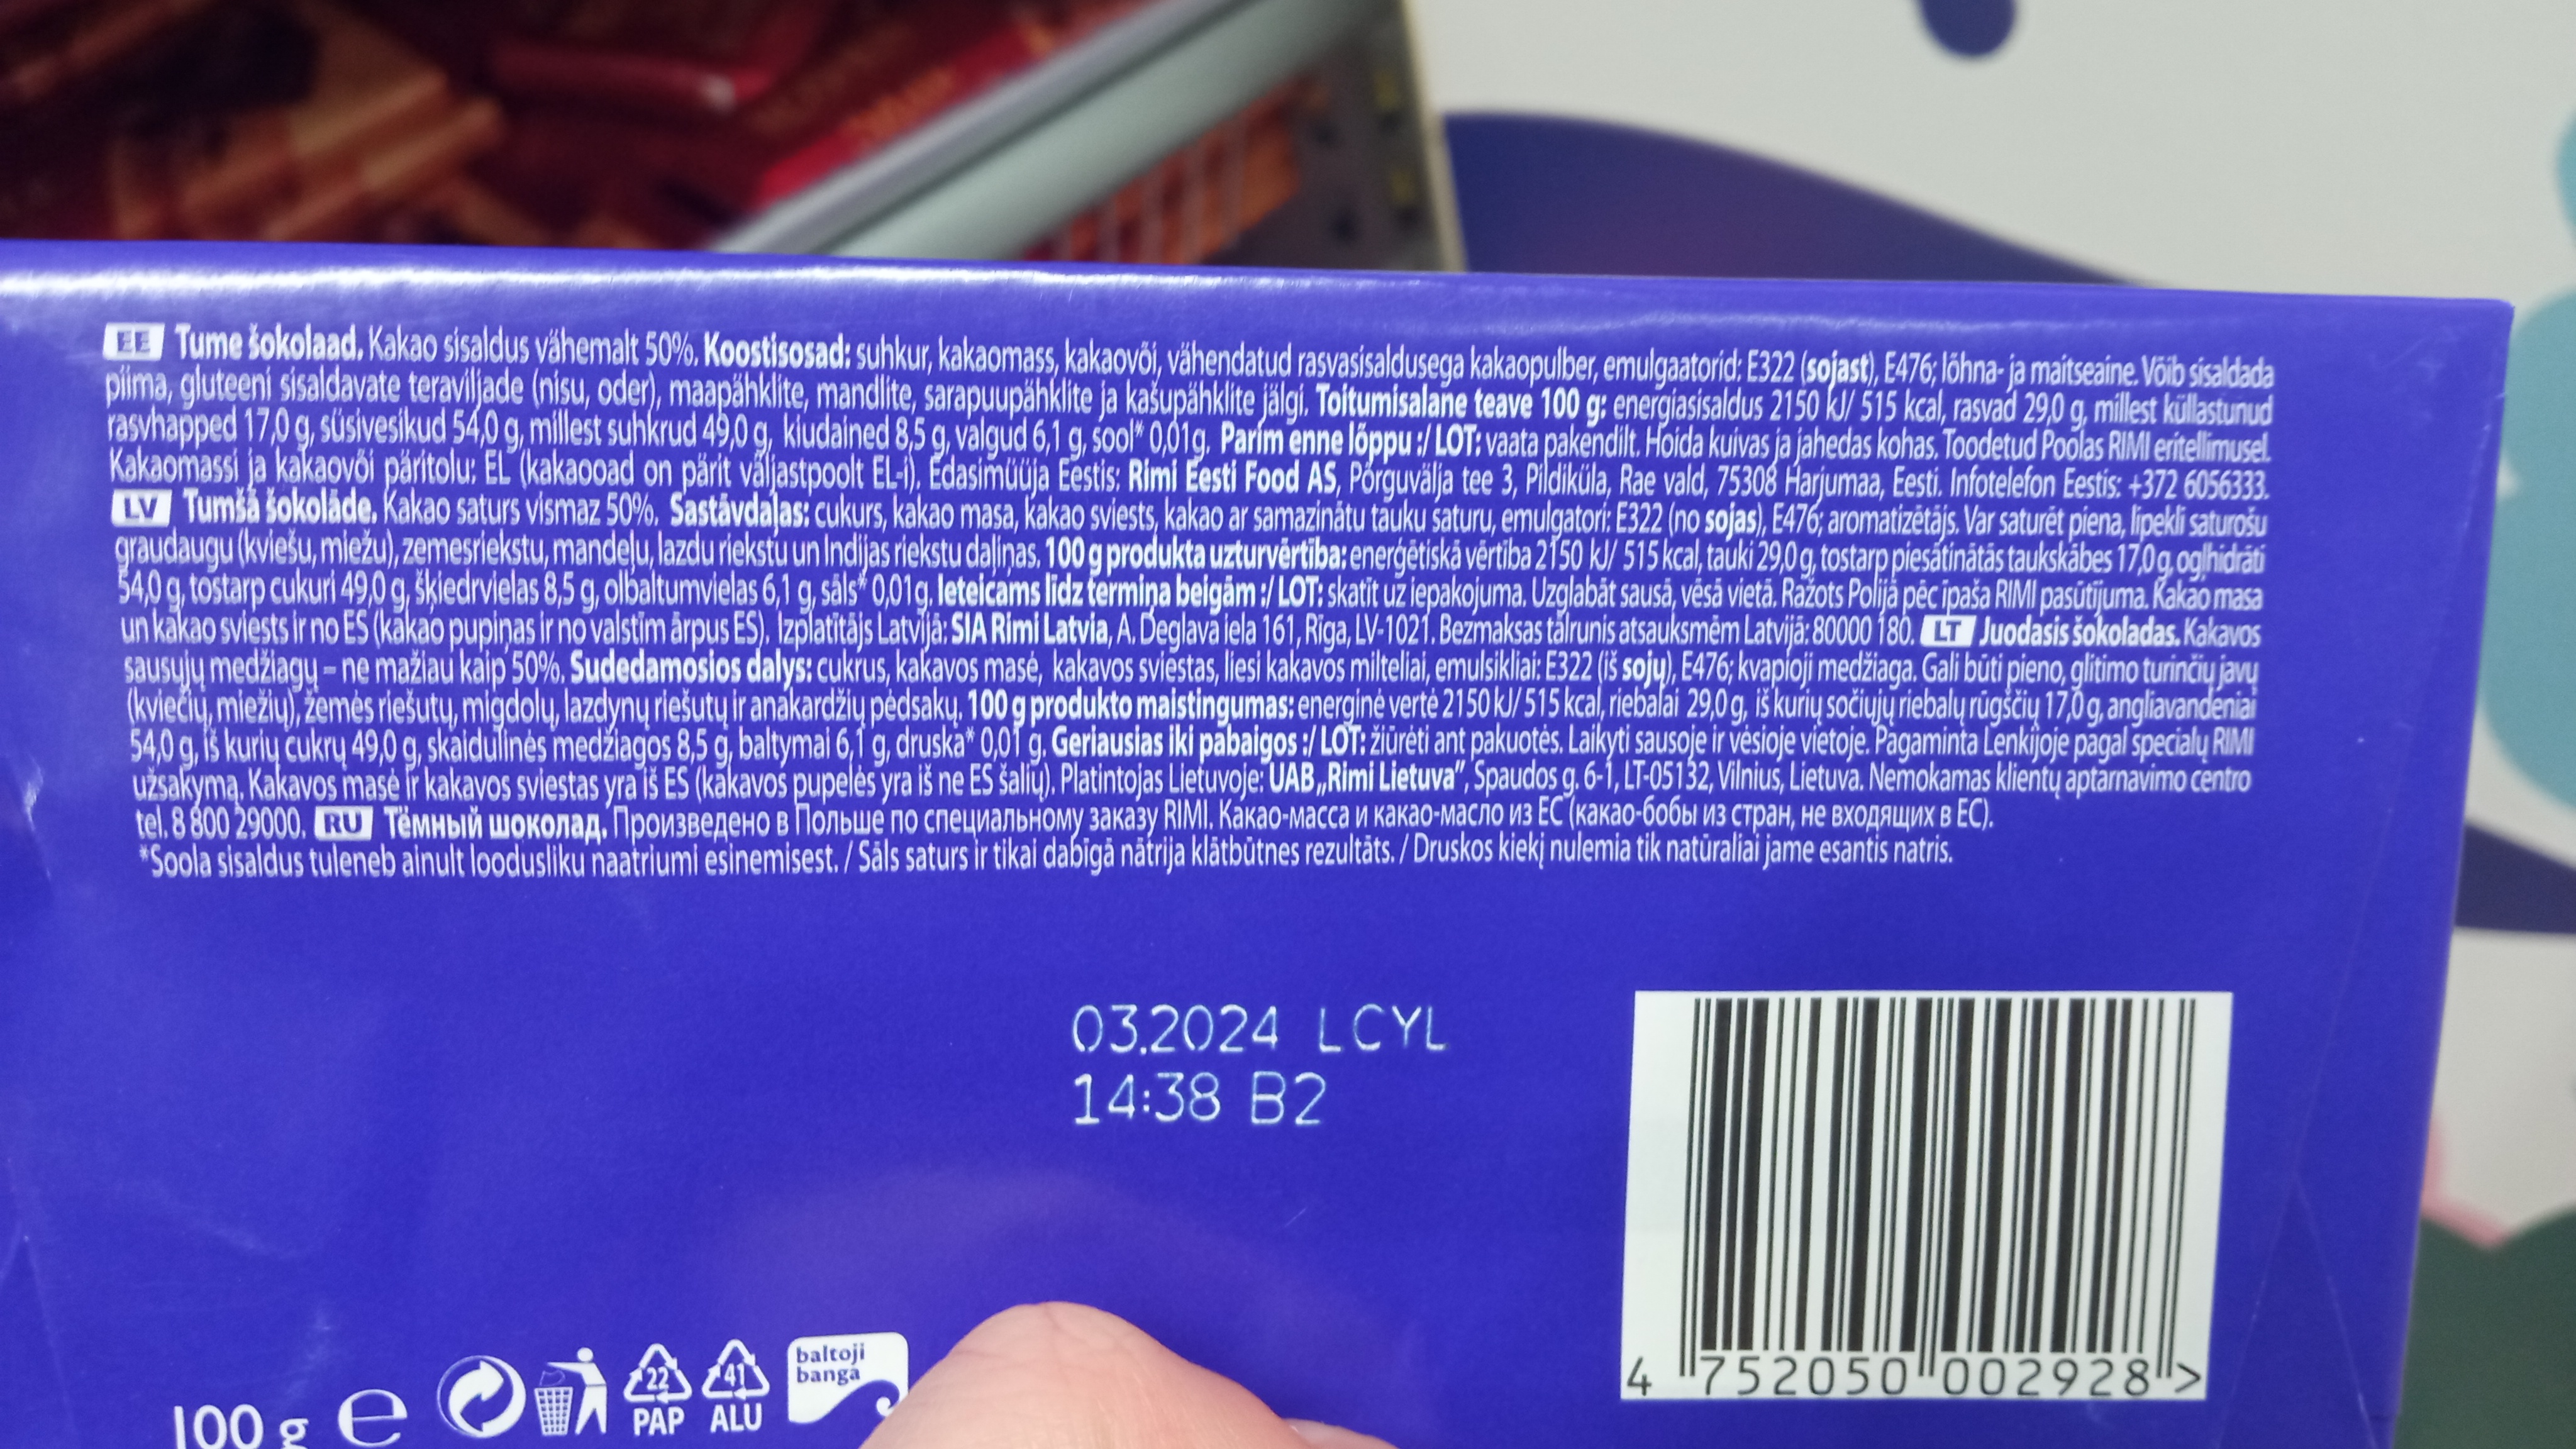 EE Tume šokolaad. Kakao sisaldus vähemalt 50%. Koostisosad: suhkur, kakaomass, kakaovõi, vähendatud rasvasisaldusega kakaopulber, emulgaatorid: E322 (sojast), E476; lõhna- ja maitseaine. Võib sisaldada
piima, gluteeni sisaldavate teraviljade (nisu, oder), maapähklite, mandlite, sarapuupähklite ja kašupähklite jälgi. Toitumisalane teave 100 g: energiasisaldus 2150 kJ/ 515 kcal, rasvad 29,0 g, millest küllastunud
rasvhapped 17,0 g, süsivesikud 54,0 g, millest suhkrud 49,0 g, kiudained 8,5 g, valgud 6,1 g, sool* 0,01g. Parim enne lõppu :/ LOT: vaata pakendilt. Hoida kuivas ja jahedas kohas. Toodetud Poolas RIMI eritellimusel.
Kakaomassi ja kakaovõi päritolu: EL (kakaooad on pärit väljastpoolt EL-i). Edasimüüja Eestis: Rimi Eesti Food AS, Põrguvälja tee 3, Pildiküla, Rae vald, 75308 Harjumaa, Eesti. Infotelefon Eestis: +372 6056333.
LV Tumšā šokolāde. Kakao saturs vismaz 50%. Sastāvdaļas: cukurs, kakao masa, kakao sviests, kakao ar samazinātu tauku saturu, emulgatori: E322 (no sojas), E476; aromatizētājs. Var saturēt piena, lipekli saturošu
graudaugu (kviešu, miežu), zemesriekstu, mandeļu, lazdu riekstu un Indijas riekstu daļiņas. 100 g produkta uzturvērtība: enerģētiskā vērtība 2150 kJ/ 515 kcal, tauki 29,0 g, tostarp piesātinātās taukskābes 17,0 g, ogļhidrāti
54,0 g, tostarp cukuri 49,0 g, šķiedrvielas 8,5 g, olbaltumvielas 6,1 g, sāls* 0,01g. Ieteicams līdz termiņa beigām :/ LOT: skatīt uz iepakojuma. Uzglabāt sausā, vēsā vietā. Ražots Polijā pēc īpaša RIMI pasūtījuma. Kakao masa
un kakao sviests ir no ES (kakao pupiņas ir no valstīm ārpus ES). Izplatītājs Latvijā: SIA Rimi Latvia, A. Deglava iela 161, Rīga, LV-1021. Bezmaksas tālrunis atsauksmēm Latvijā: 80000 180. LT Juodasis šokoladas. Kakavos
sausųjų medžiagų – ne mažiau kaip 50%. Sudedamosios dalys: cukrus, kakavos masė, kakavos sviestas, liesi kakavos milteliai, emulsikliai: E322 (iš sojų), E476; kvapioji medžiaga. Gali būti pieno, glitimo turinčių javų
(kviečių, miežių), žemės riešutų, migdolų, lazdynų riešutų ir anakardžių pėdsakų. 100 g produkto maistingumas: energinė vertė 2150 kJ/ 515 kcal, riebalai 29,0 g, iš kurių sočiųjų riebalų rūgščių 17,0 g, angliavandeniai
54,0 g, iš kurių cukrų 49,0 g, skaidulinės medžiagos 8,5 g, baltymai 6,1 g, druska* 0,01 g. Geriausias iki pabaigos :/ LOT: žiūrėti ant pakuotės. Laikyti sausoje ir vėsioje vietoje. Pagaminta Lenkijoje pagal specialų RIMI
užsakymą. Kakavos masė ir kakavos sviestas yra iš ES (kakavos pupelės yra iš ne ES šalių). Platintojas Lietuvoje: UAB „Rimi Lietuva”, Spaudos g. 6-1, LT-05132, Vilnius, Lietuva. Nemokamas klientų aptarnavimo centro
tel. 8 800 29000. RU Тёмный шоколад. Произведено в Польше по специальному заказу RIMI. Какао-масса и какао-масло из ЕС (какао-бобы из стран, не входящих в ЕС).
*Soola sisaldus tuleneb ainult loodusliku naatriumi esinemisest. / Sāls saturs ir tikai dabīgā nātrija klātbūtnes rezultāts. / Druskos kiekį nulemia tik natūraliai jame esantis natris.
03.2024 LCYL
14:38 B2
4 752050 002928 >
100 g e
22 PAP
41 ALU
baltoji
banga